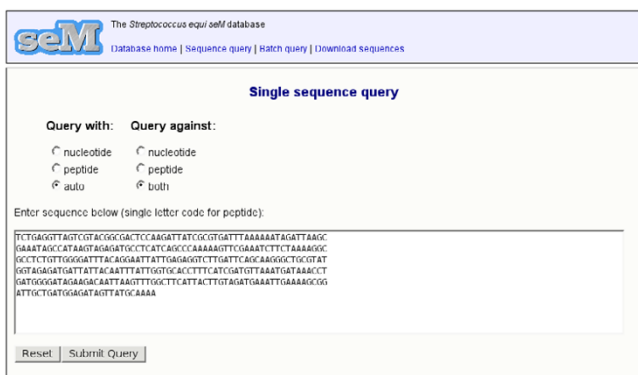 seM
The Streptococcus equi seM database
Database home | Sequence query | Batch query | Download sequences
Single sequence query
Query with: Query against:
nucleotide nucleotide
peptide peptide
auto both
Enter sequence below (single letter code for peptide):
TCTGAGGTTAGTCGTACGGCGACTCCAAGATTATCGCGTGATTTAAAAAATAGATTAAGC
GAAATAGCCATAAGTAGAGATGCCTCATCAGCCCAAAAAGTTCGAAATCTTCTAAAAGGC
GCCTCTGTTGGGGATTTACAGGAATTATTGAGAGGTCTTGATTCAGCAAGGGCTGCGTAT
GGTAGAGATGATTATTACAATTTATTGGTGCACCTTTCATCGATGTTAAATGATAAACCT
GATGGGGATAGAAGACAATTAAGTTTGGCTTCATTACTTGTAGATGAAATTGAAAAGCGG
ATTGCTGATGGAGATAGTTATGCAAAA
Reset Submit Query